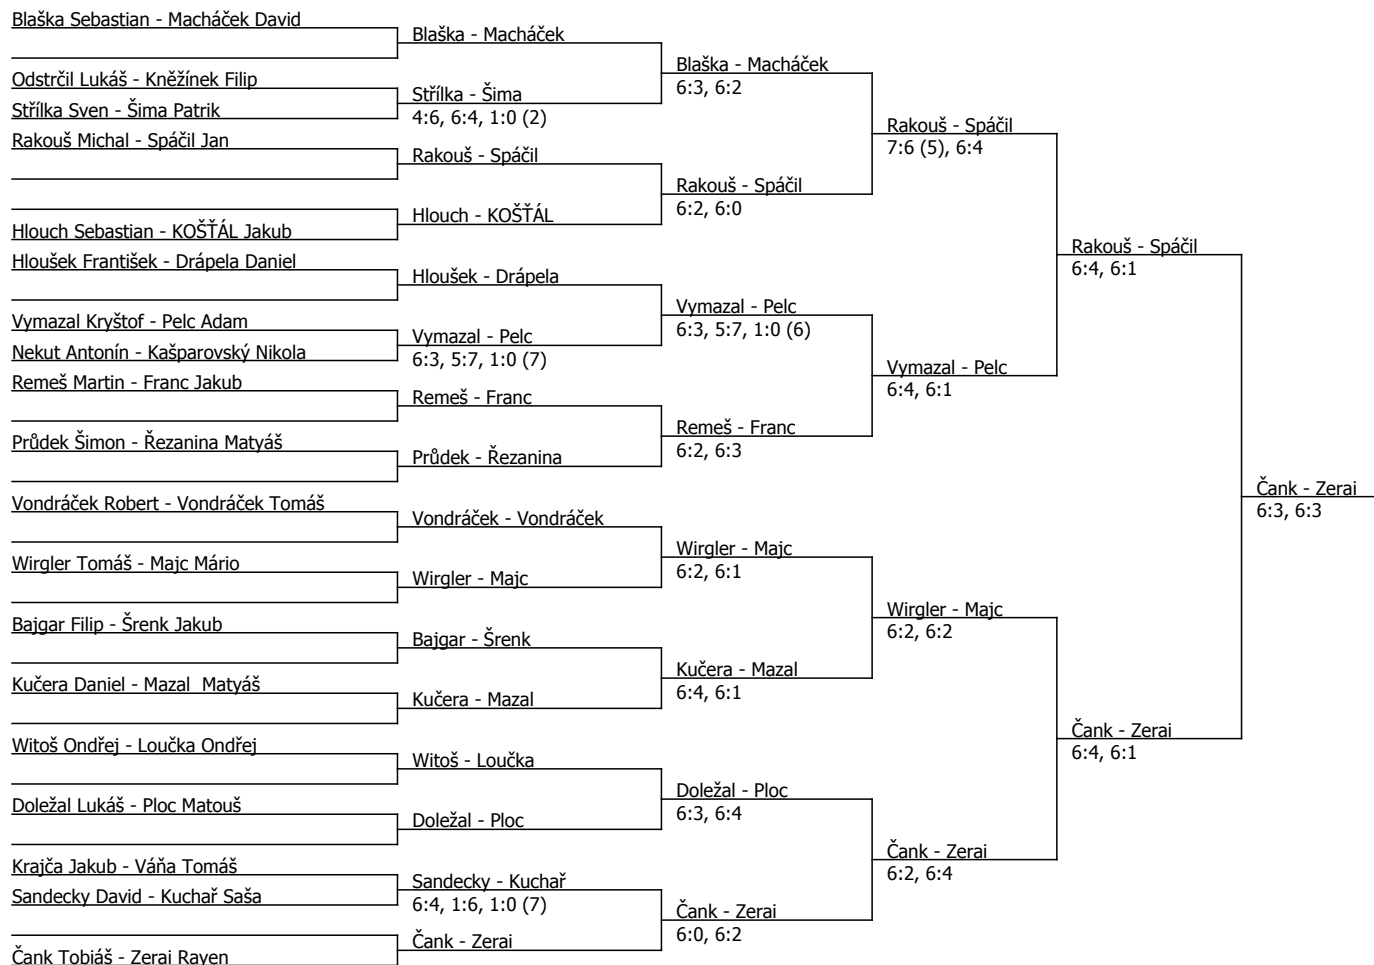 Blaška Sebastian - Macháček David
Odstrčil Lukáš - Kněžínek Filip
Střílka Sven - Šima Patrik
Rakouš Michal - Spáčil Jan
Hlouch Sebastian - KOŠŤÁL Jakub
Hloušek František - Drápela Daniel
Vymazal Kryštof - Pelc Adam
Nekut Antonín - Kašparovský Nikola
Remeš Martin - Franc Jakub
Průdek Šimon - Řezanina Matyáš
Vondráček Robert - Vondráček Tomáš
Wirgler Tomáš - Majc Mário
Bajgar Filip - Šrenk Jakub
Kučera Daniel - Mazal  Matyáš
Witoš Ondřej - Loučka Ondřej
Doležal Lukáš - Ploc Matouš
Krajča Jakub - Váňa Tomáš
Sandecky David - Kuchař Saša
Čank Tobiáš - Zerai Rayen
Blaška - Macháček
Střílka - Šima
4:6, 6:4, 1:0 (2)
Rakouš - Spáčil
Hlouch - KOŠŤÁL
Hloušek - Drápela
Vymazal - Pelc
6:3, 5:7, 1:0 (7)
Remeš - Franc
Průdek - Řezanina
Vondráček - Vondráček
Wirgler - Majc
Bajgar - Šrenk
Kučera - Mazal
Witoš - Loučka
Doležal - Ploc
Sandecky - Kuchař
6:4, 1:6, 1:0 (7)
Čank - Zerai
Blaška - Macháček
6:3, 6:2
Rakouš - Spáčil
6:2, 6:0
Vymazal - Pelc
6:3, 5:7, 1:0 (6)
Remeš - Franc
6:2, 6:3
Wirgler - Majc
6:2, 6:1
Kučera - Mazal
6:4, 6:1
Doležal - Ploc
6:3, 6:4
Čank - Zerai
6:0, 6:2
Rakouš - Spáčil
7:6 (5), 6:4
Vymazal - Pelc
6:4, 6:1
Wirgler - Majc
6:2, 6:2
Čank - Zerai
6:2, 6:4
Rakouš - Spáčil
6:4, 6:1
Čank - Zerai
6:4, 6:1
Čank - Zerai
6:3, 6:3